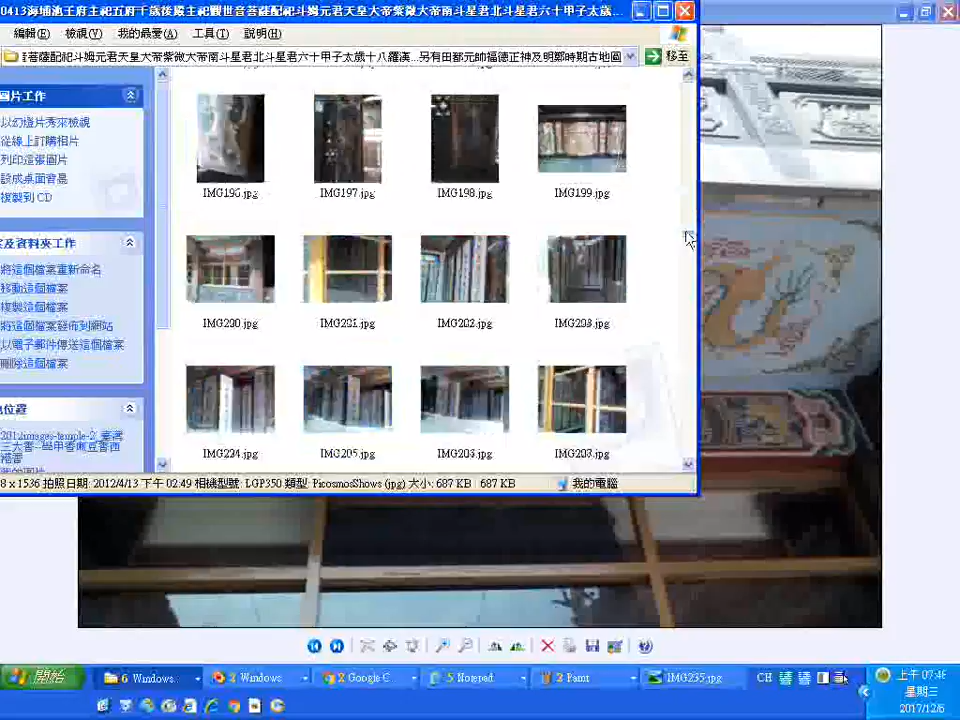 0413海埔池王府主祀五府千歲後殿主祀觀世音菩薩配祀斗姆元君天皇大帝紫微大帝南斗星君北斗星君六十甲子太歲...
編輯(E) 檢視(V) 我的最愛(A) 工具(T) 說明(H)
菩薩配祀斗姆元君天皇大帝紫微大帝南斗星君北斗星君六十甲子太歲十八羅漢...另有田都元帥福德正神及明鄭時期古地圖
移至
圖片工作
以幻燈片秀來檢視
從線上訂購相片
列印這張圖片
設成桌面背景
複製到 CD
案及資料夾工作
將這個檔案重新命名
移動這個檔案
複製這個檔案
將這個檔案發佈到網站
以電子郵件傳送這個檔案
刪除這個檔案
他位置
2012images-temple-2_臺灣
三大香--學甲香
IMG196.jpg IMG197.jpg IMG198.jpg IMG199.jpg
IMG200.jpg IMG201.jpg IMG202.jpg IMG203.jpg
IMG204.jpg IMG205.jpg IMG206.jpg IMG207.jpg
8 x 1536 拍照日期: 2012/4/13 下午 02:49 相機型號: LGP350 類型: PicosmosShows (jpg) 大小: 687 KB 687 KB 我的電腦
開始 6 Windows... 2 Windows 2 Google C 5 Notepad 2 Paint IMG235.jpg CH
上午 07:46
星期三
2017/12/6